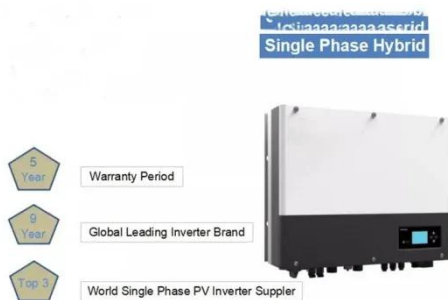 Single Phase Hybrid
5
Year
Warranty Period
9
Year
Global Leading Inverter Brand
Top 3
World Single Phase PV Inverter Suppler